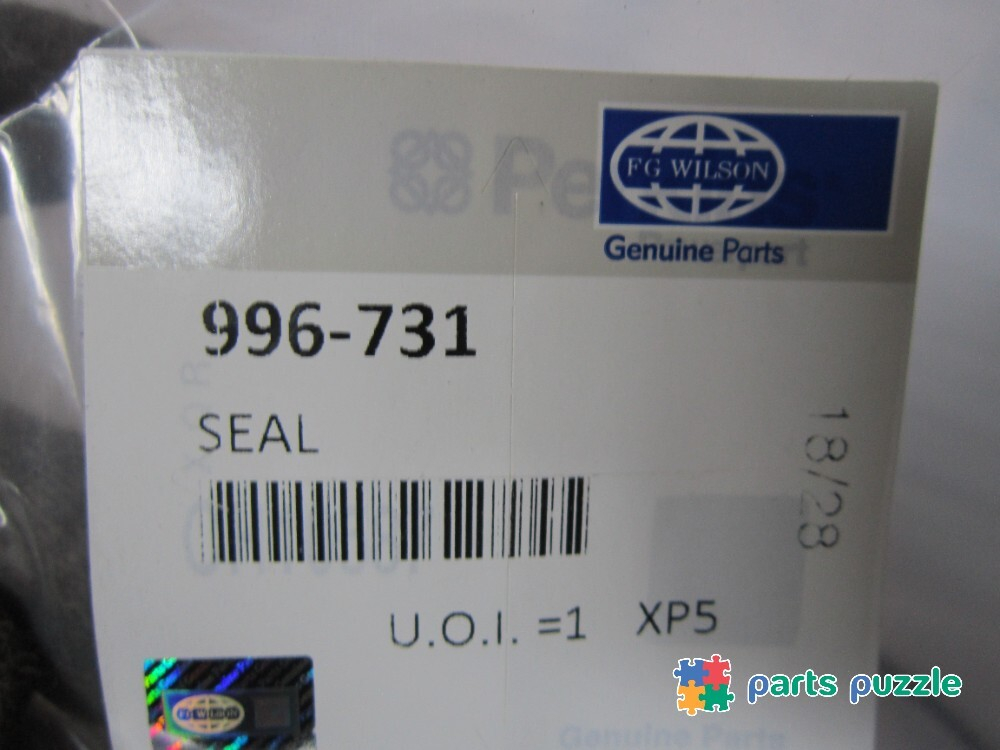 FG WILSON
Genuine Parts
996-731
SEAL
18/28
U.O.I. =1 XP5
parts puzzle